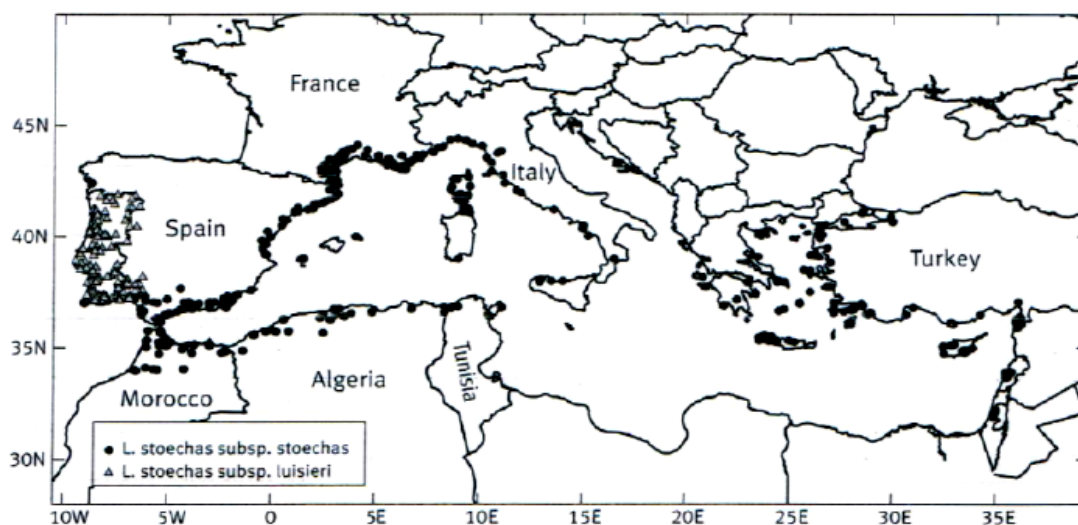 France
45N
Italy
Spain
40N
Turkey
35N
Algeria
Tunisia
Morocco
● L. stoechas subsp. stoechas
△ L. stoechas subsp. luisieri
30N
10W 5W 0 5E 10E 15E 20E 25E 30E 35E